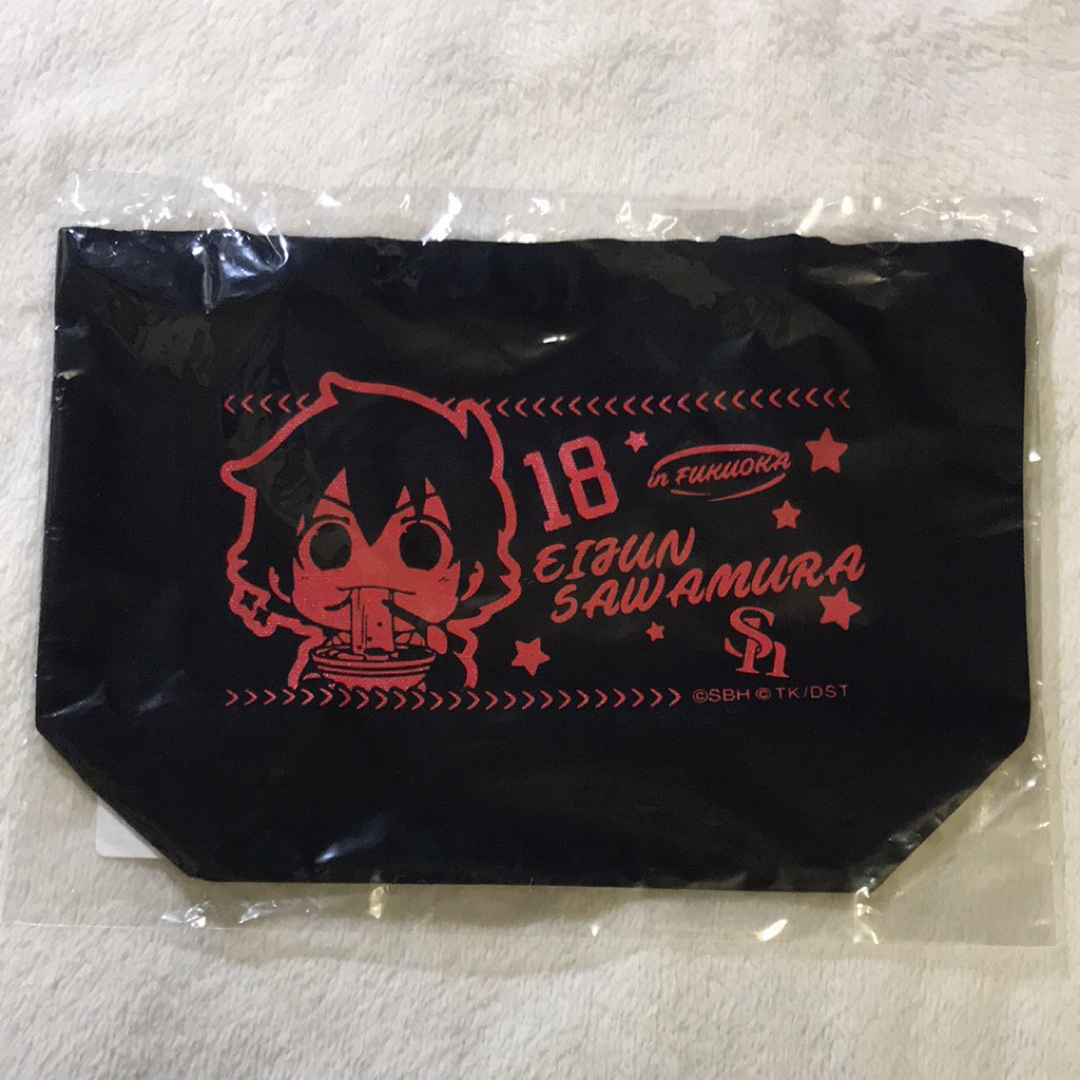 18
in FUKUOKA
EIJUN
SAWAMURA
Sh
©SBH ©TK/DST